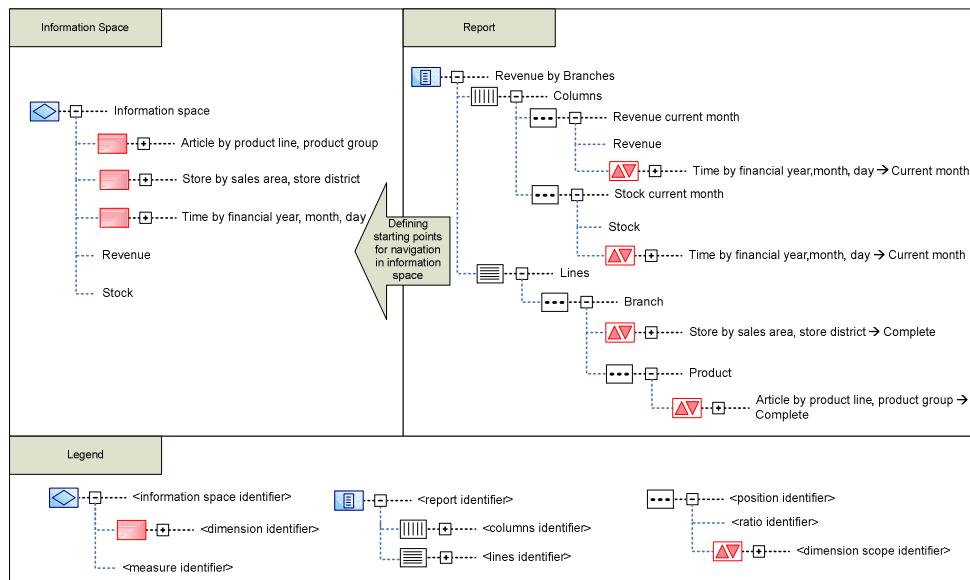 Information Space
Information space
Article by product line, product group
Store by sales area, store district
Time by financial year, month, day
Revenue
Stock
Defining
starting points
for navigation
in information
space
Report
Revenue by Branches
Columns
Revenue current month
Revenue
Time by financial year,month, day → Current month
Stock current month
Stock
Time by financial year,month, day → Current month
Lines
Branch
Store by sales area, store district → Complete
Product
Article by product line, product group →
Complete
Legend
<information space identifier>
<dimension identifier>
<measure identifier>
<report identifier>
<columns identifier>
<lines identifier>
<position identifier>
<ratio identifier>
<dimension scope identifier>